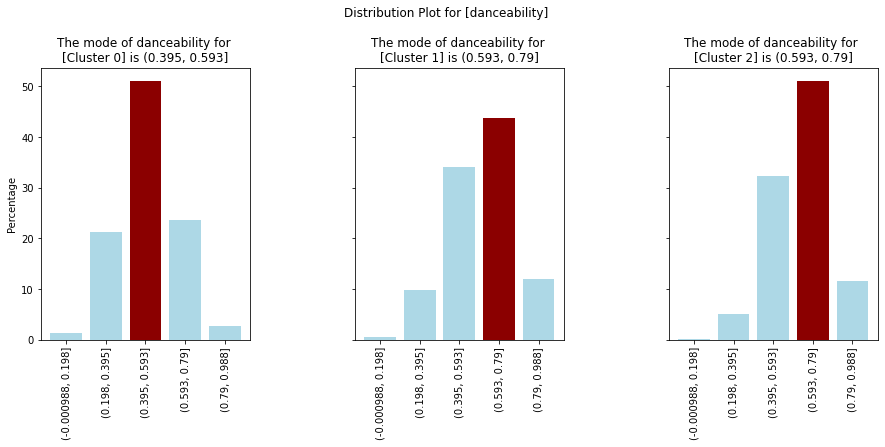 Distribution Plot for [danceability]
The mode of danceability for
[Cluster 0] is (0.395, 0.593]
The mode of danceability for
[Cluster 1] is (0.593, 0.79]
The mode of danceability for
[Cluster 2] is (0.593, 0.79]
Percentage
50
40
30
20
10
0
(-0.000988, 0.198]
(0.198, 0.395]
(0.395, 0.593]
(0.593, 0.79]
(0.79, 0.988]
(-0.000988, 0.198]
(0.198, 0.395]
(0.395, 0.593]
(0.593, 0.79]
(0.79, 0.988]
(-0.000988, 0.198]
(0.198, 0.395]
(0.395, 0.593]
(0.593, 0.79]
(0.79, 0.988]